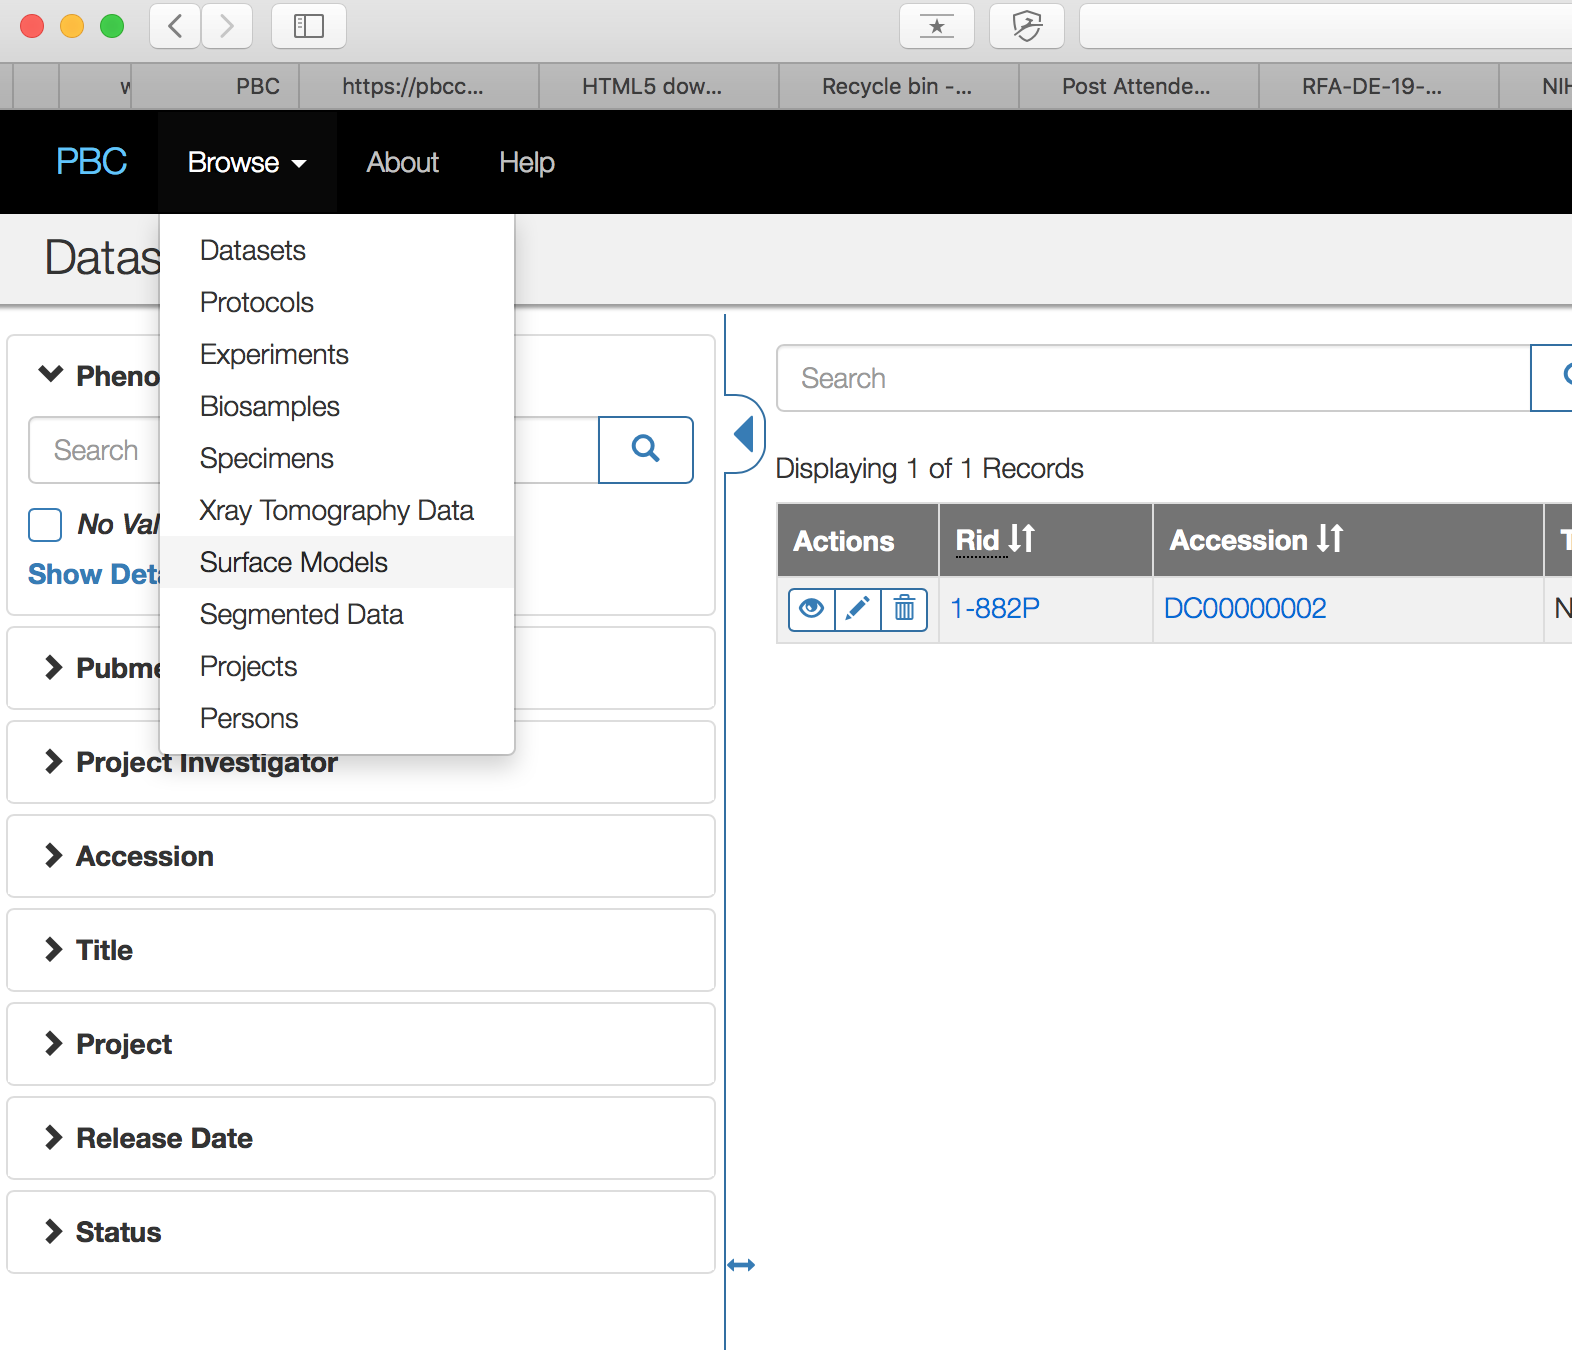 PBC
https://pbcc...
HTML5 dow...
Recycle bin -...
Post Attende...
RFA-DE-19-...
NIH
PBC
Browse
About
Help
Datas
Datasets
Protocols
Experiments
Biosamples
Specimens
Xray Tomography Data
Surface Models
Segmented Data
Projects
Persons
Pheno
Search
No Val
Show Deta
Pubme
Project Investigator
Accession
Title
Project
Release Date
Status
Search
Displaying 1 of 1 Records
Actions Rid Accession T
1-882P DC00000002 N